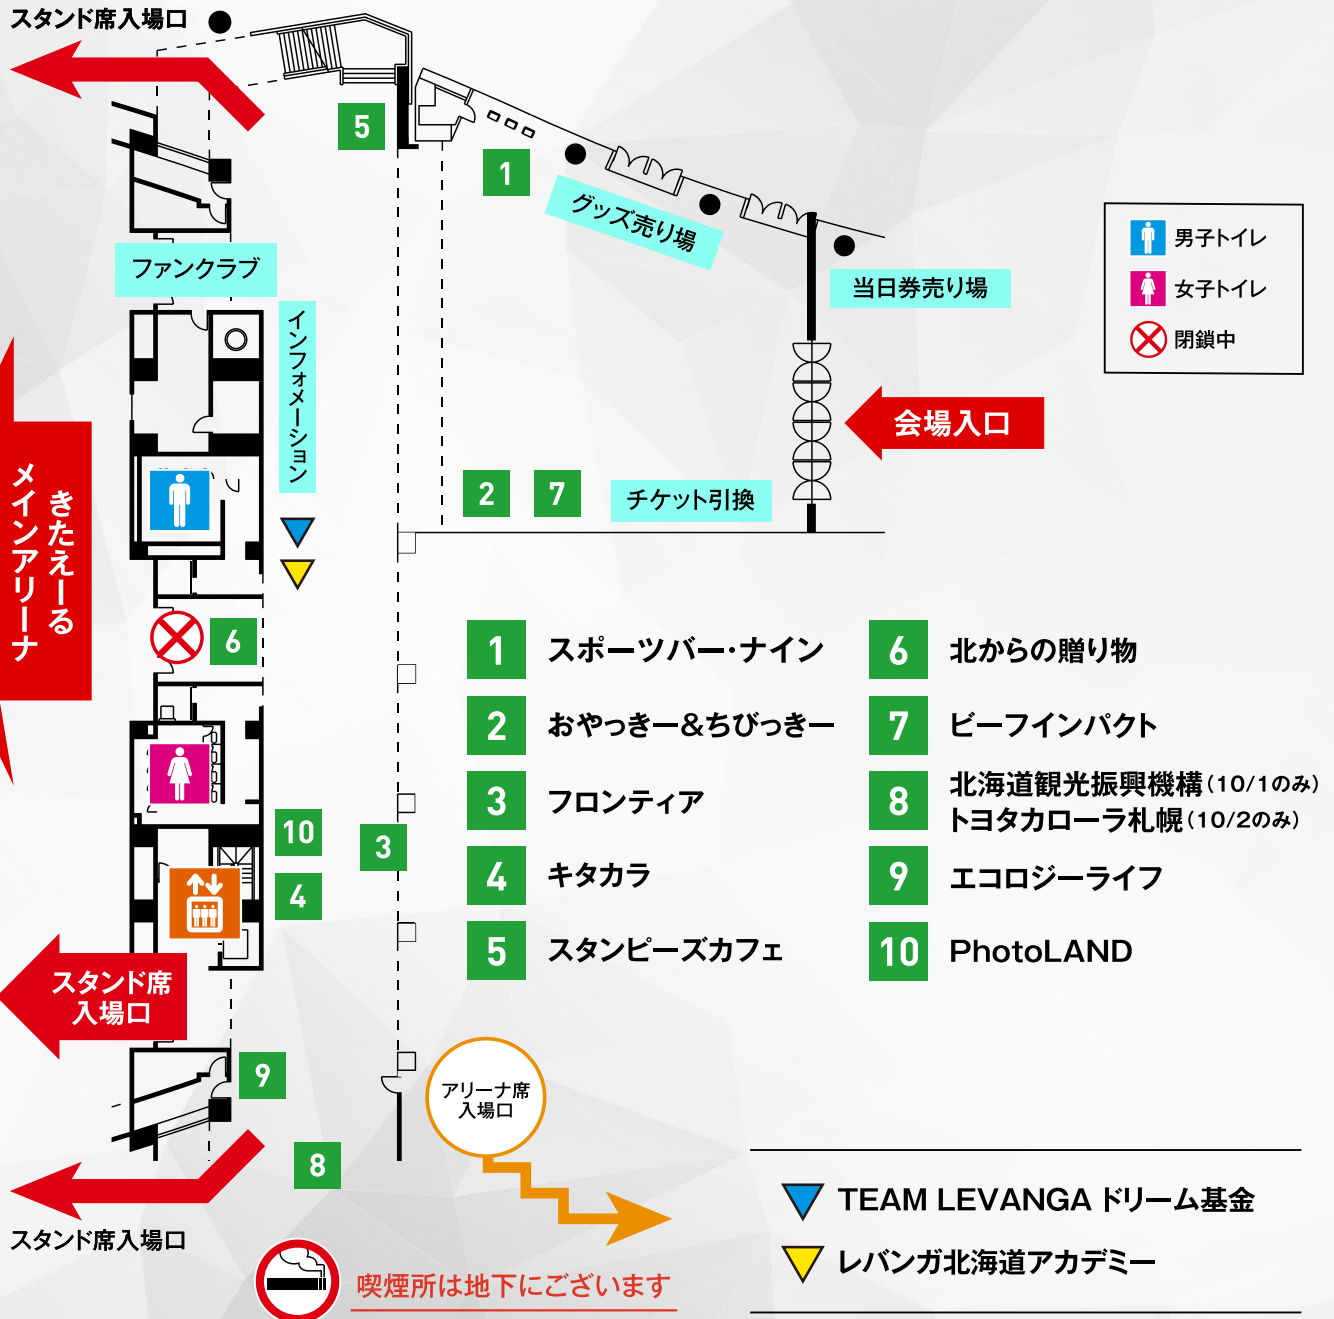 スタンド席入場口
5
1
グッズ売り場
ファンクラブ
インフォメーション
当日券売り場
男子トイレ
女子トイレ
閉鎖中
会場入口
きたえーる
メインアリーナ
2
7
チケット引換
6
10
3
4
1 スポーツバー・ナイン
2 おやっきー&ちびっきー
3 フロンティア
4 キタカラ
5 スタンピーズカフェ
6 北からの贈り物
7 ビーフインパクト
8 北海道観光振興機構(10/1のみ)
トヨタカローラ札幌(10/2のみ)
9 エコロジーライフ
10 PhotoLAND
スタンド席
入場口
9
アリーナ席
入場口
8
スタンド席入場口
TEAM LEVANGA ドリーム基金
レバンガ北海道アカデミー
喫煙所は地下にございます